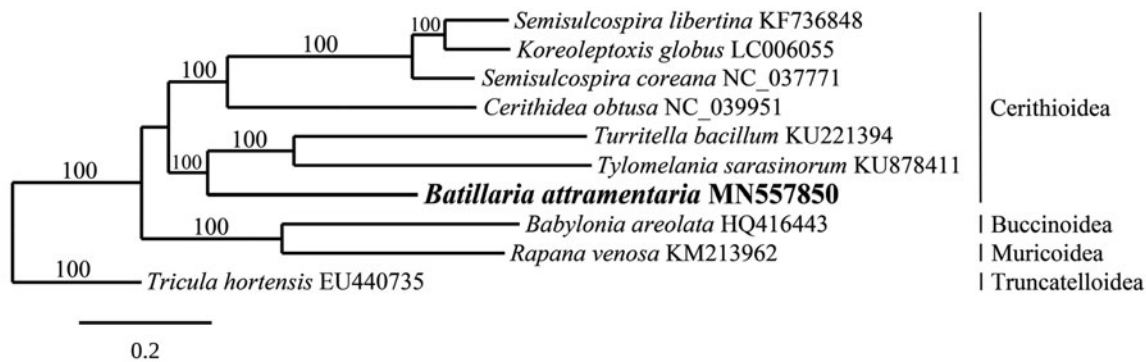 100 Semisulcospira libertina KF736848
100 Koreoleptoxis globus LC006055
100 Semisulcospira coreana NC_037771
Cerithidea obtusa NC_039951
Cerithioidea
100 Turritella bacillum KU221394
100 Tylomelania sarasinorum KU878411
100 Batillaria attramentaria MN557850
100 Babylonia areolata HQ416443 Buccinoidea
Rapana venosa KM213962 Muricoidea
100 Tricula hortensis EU440735 Truncatelloidea
0.2